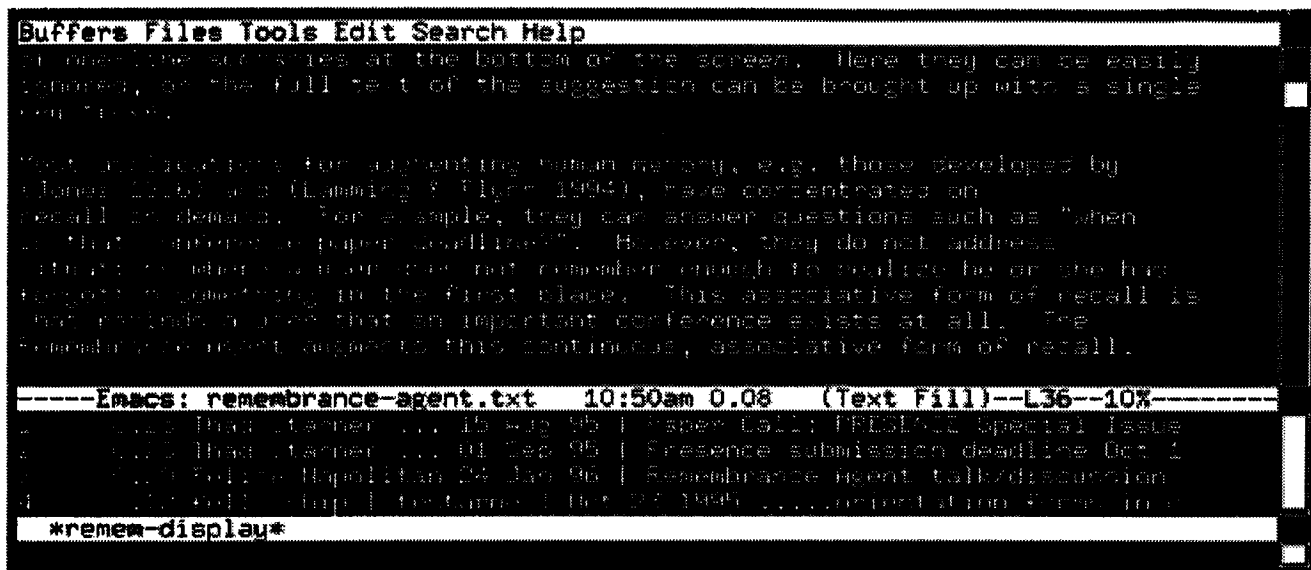 Buffers Files Tools Edit Search Help
of one-line summaries at the bottom of the screen. Here they can be easily
ignored, or the full text of the suggestion can be brought up with a single
Most applications for augmenting human memory, e.g. those developed by
and (Lamming & Flynn 1994), have concentrated on
recall on demand. For example, they can answer questions such as "when
is that conference paper deadline?". However, they do not address
situations where a user does not remember enough to realize he or she has
forgotten something in the first place. This associative form of recall is
that reminds a user that an important conference exists at all. The
Remembrance Agent augments this continuous, associative form of recall.
-----Emacs: remembrance-agent.txt 10:50am 0.08 (Text Fill)--L36--10%--------
Thad ... 15 Aug 95 | Paper Call: PRESENCE Special Issue
Thad ... 01 Sep 95 | Presence submission deadline Oct 1
24 Jan 96 | Remembrance Agent talk/discussion
4 | Oct 1995
*remem-display*